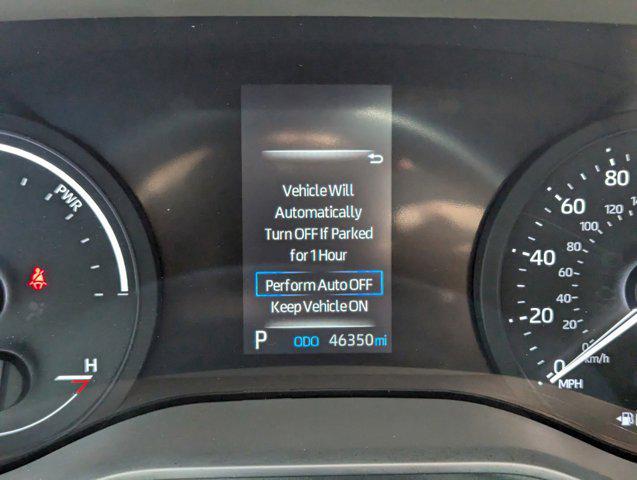 PWR
H
Vehicle Will
Automatically
Turn OFF If Parked
for 1 Hour
Perform Auto OFF
Keep Vehicle ON
P ODO 46350 mi
80
60
40
20
0
120
100
80
60
20
0
km/h
MPH